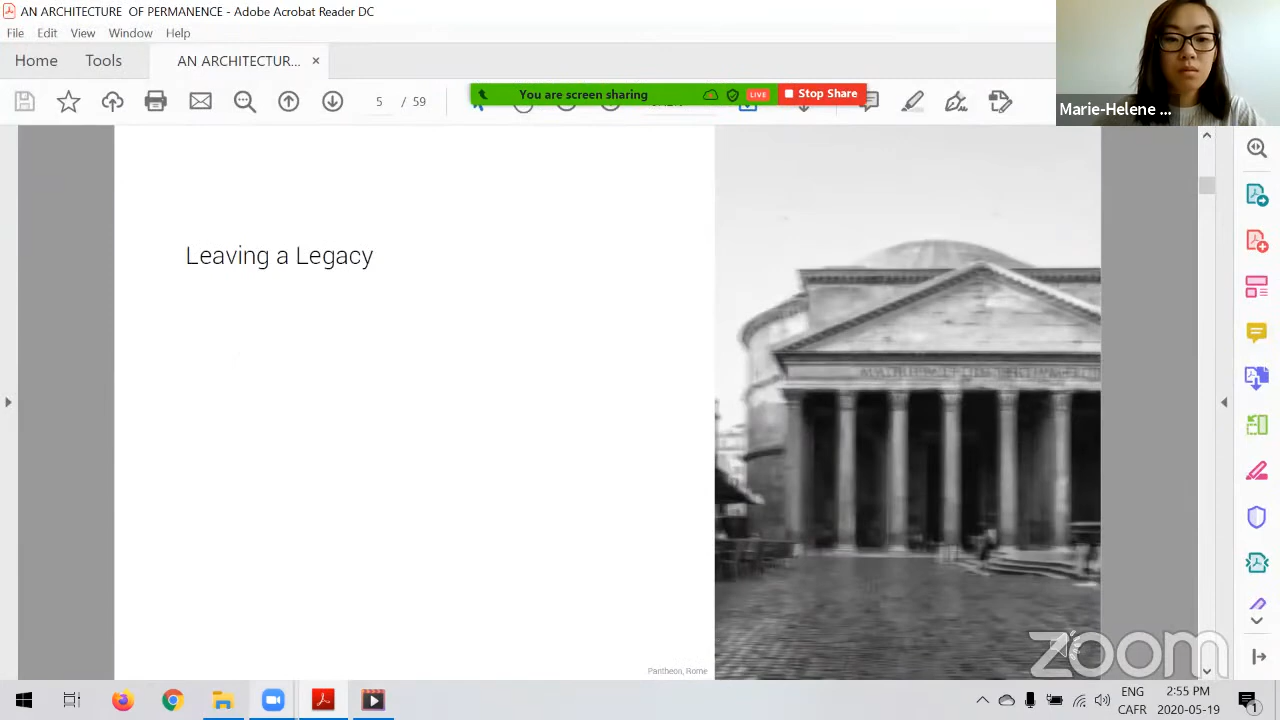 AN ARCHITECTURE  OF PERMANENCE - Adobe Acrobat Reader DC
File Edit View Window Help
Home Tools AN ARCHITECTUR... ×
5 / 59
You are screen sharing LIVE Stop Share
Marie-Helene ...
Leaving a Legacy
Pantheon, Rome
zoom
ENG 2:55 PM
CAFR 2020-05-19
1